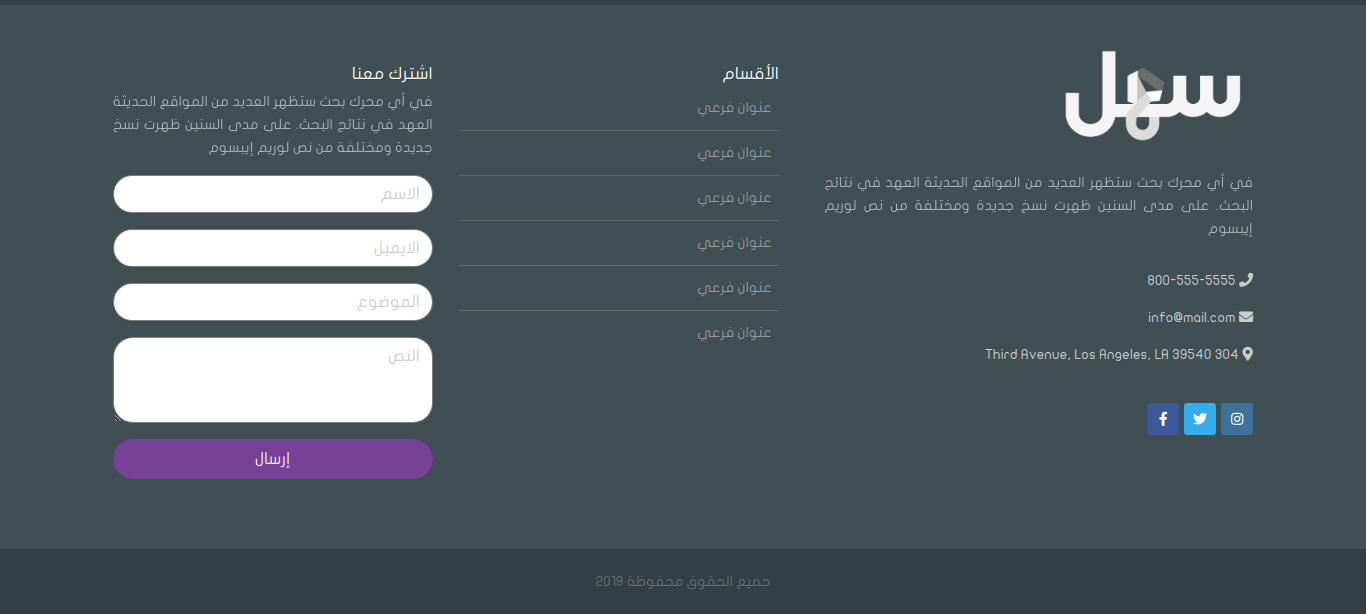 سهل
في أي محرك بحث ستظهر العديد من المواقع الحديثة العهد في نتائج
البحث. على مدى السنين ظهرت نسخ جديدة ومختلفة من نص لوريم
إيبسوم
800-555-5555
info@mail.com
Third Avenue, Los Angeles, LA 39540 304
الأقسام
عنوان فرعي
عنوان فرعي
عنوان فرعي
عنوان فرعي
عنوان فرعي
عنوان فرعي
اشترك معنا
في أي محرك بحث ستظهر العديد من المواقع الحديثة
العهد في نتائج البحث. على مدى السنين ظهرت نسخ
جديدة ومختلفة من نص لوريم إيبسوم
الاسم
الايميل
الموضوع
النص
إرسال
جميع الحقوق محفوظة 2019